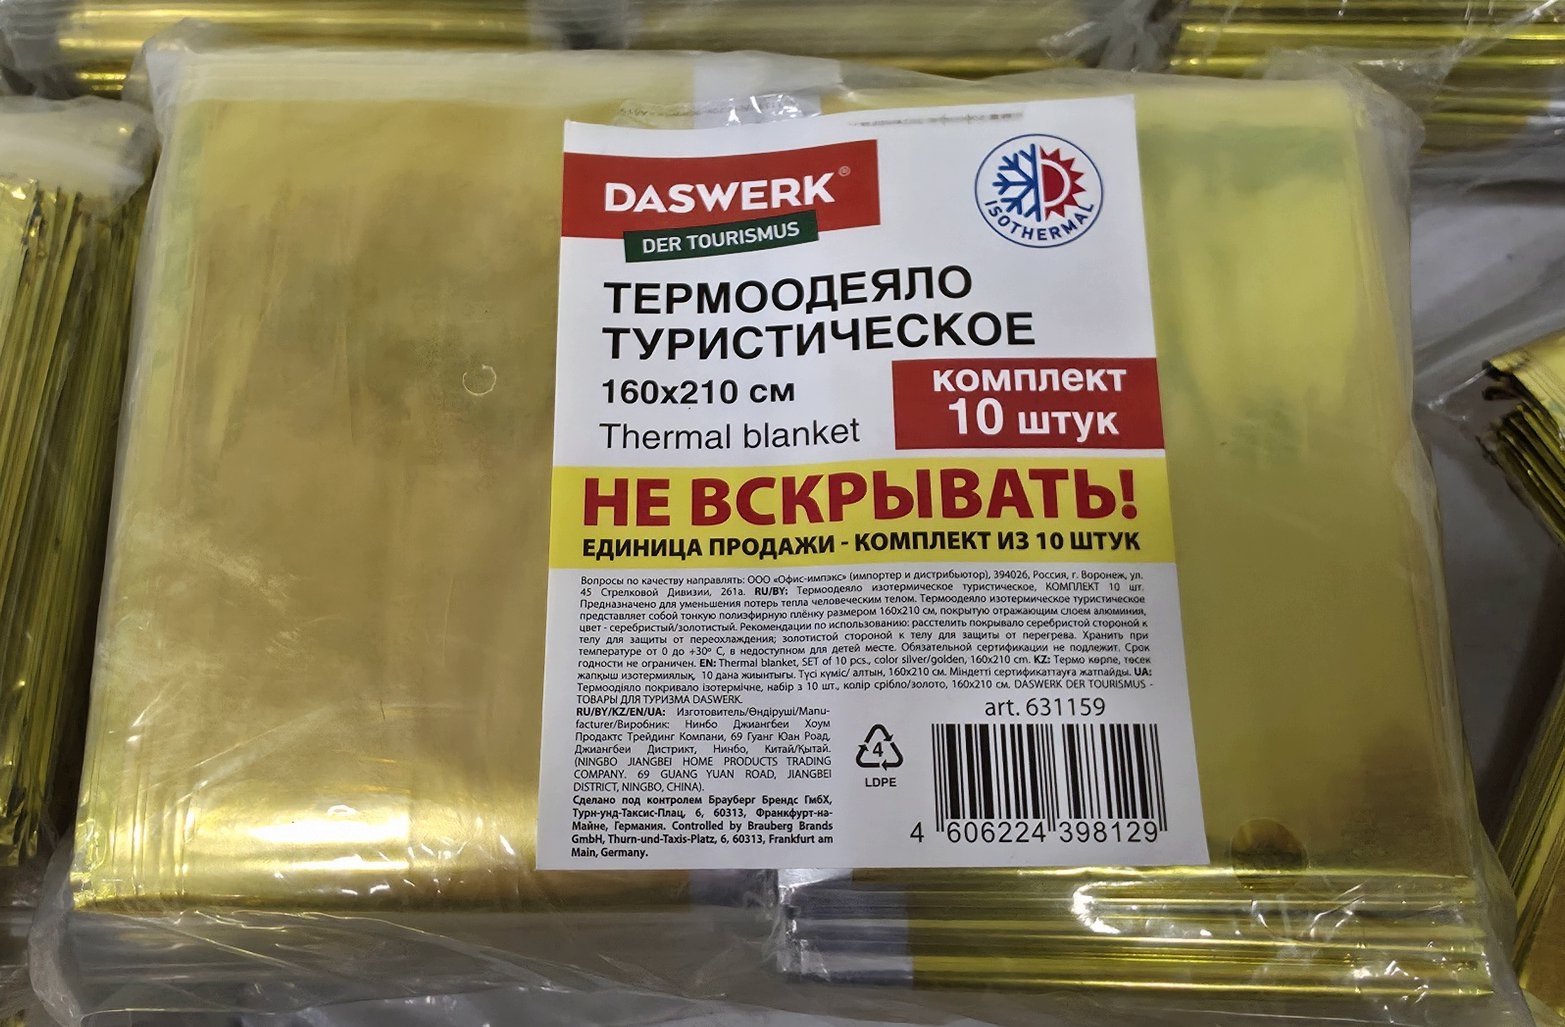 DASWERK®
DER TOURISMUS
ISOTHERMAL
ТЕРМООДЕЯЛО
ТУРИСТИЧЕСКОЕ
160х210 см
Thermal blanket
комплект
10 штук
НЕ ВСКРЫВАТЬ!
ЕДИНИЦА ПРОДАЖИ - КОМПЛЕКТ ИЗ 10 ШТУК
Вопросы по качеству направлять: ООО «Офис-импэкс» (импортер и дистрибьютор), 394026, Россия, г. Воронеж, ул.
45 Стрелковой Дивизии, 261а. RU/BY: Термоодеяло изотермическое туристическое, КОМПЛЕКТ 10 шт.
Предназначено для уменьшения потерь тепла человеческим телом. Термоодеяло изотермическое туристическое
представляет собой тонкую полиэфирную плёнку размером 160х210 см, покрытую отражающим слоем алюминия,
цвет - серебристый/золотистый. Рекомендации по использованию: расстелить покрывало серебристой стороной к
телу для защиты от переохлаждения; золотистой стороной к телу для защиты от перегрева. Хранить при
температуре от 0 до +30° С, в недоступном для детей месте. Обязательной сертификации не подлежит. Срок
годности не ограничен. EN: Thermal blanket, SET of 10 pcs., color silver/golden, 160x210 cm. KZ: Термо көрпе, төсек
жапқыш изотермиялық, 10 дана жиынтығы. Түсі күміс/ алтын, 160х210 см. Міндетті сертификаттауға жатпайды. UA:
Термоодіяло покривало ізотермічне, набір з 10 шт., колір срібло/золото, 160х210 см. DASWERK DER TOURISMUS -
ТОВАРЫ ДЛЯ ТУРИЗМА DASWERK.
RU/BY/KZ/EN/UA: Изготовитель/Өндіруші/Manu-
facturer/Виробник: Нинбо Джиангбеи Хоум
Продактс Трейдинг Компани, 69 Гуанг Юан Роад,
Джиангбеи Дистрикт, Нинбо, Китай/Қытай.
(NINGBO JIANGBEI HOME PRODUCTS TRADING
COMPANY. 69 GUANG YUAN ROAD, JIANGBEI
DISTRICT, NINGBO, CHINA).
Сделано под контролем Брауберг Брендс ГмбХ,
Турн-унд-Таксис-Плац, 6, 60313, Франкфурт-на-
Майне, Германия. Controlled by Brauberg Brands
GmbH, Thurn-und-Taxis-Platz, 6, 60313, Frankfurt am
Main, Germany.
art. 631159
4
LDPE
4 606224 398129